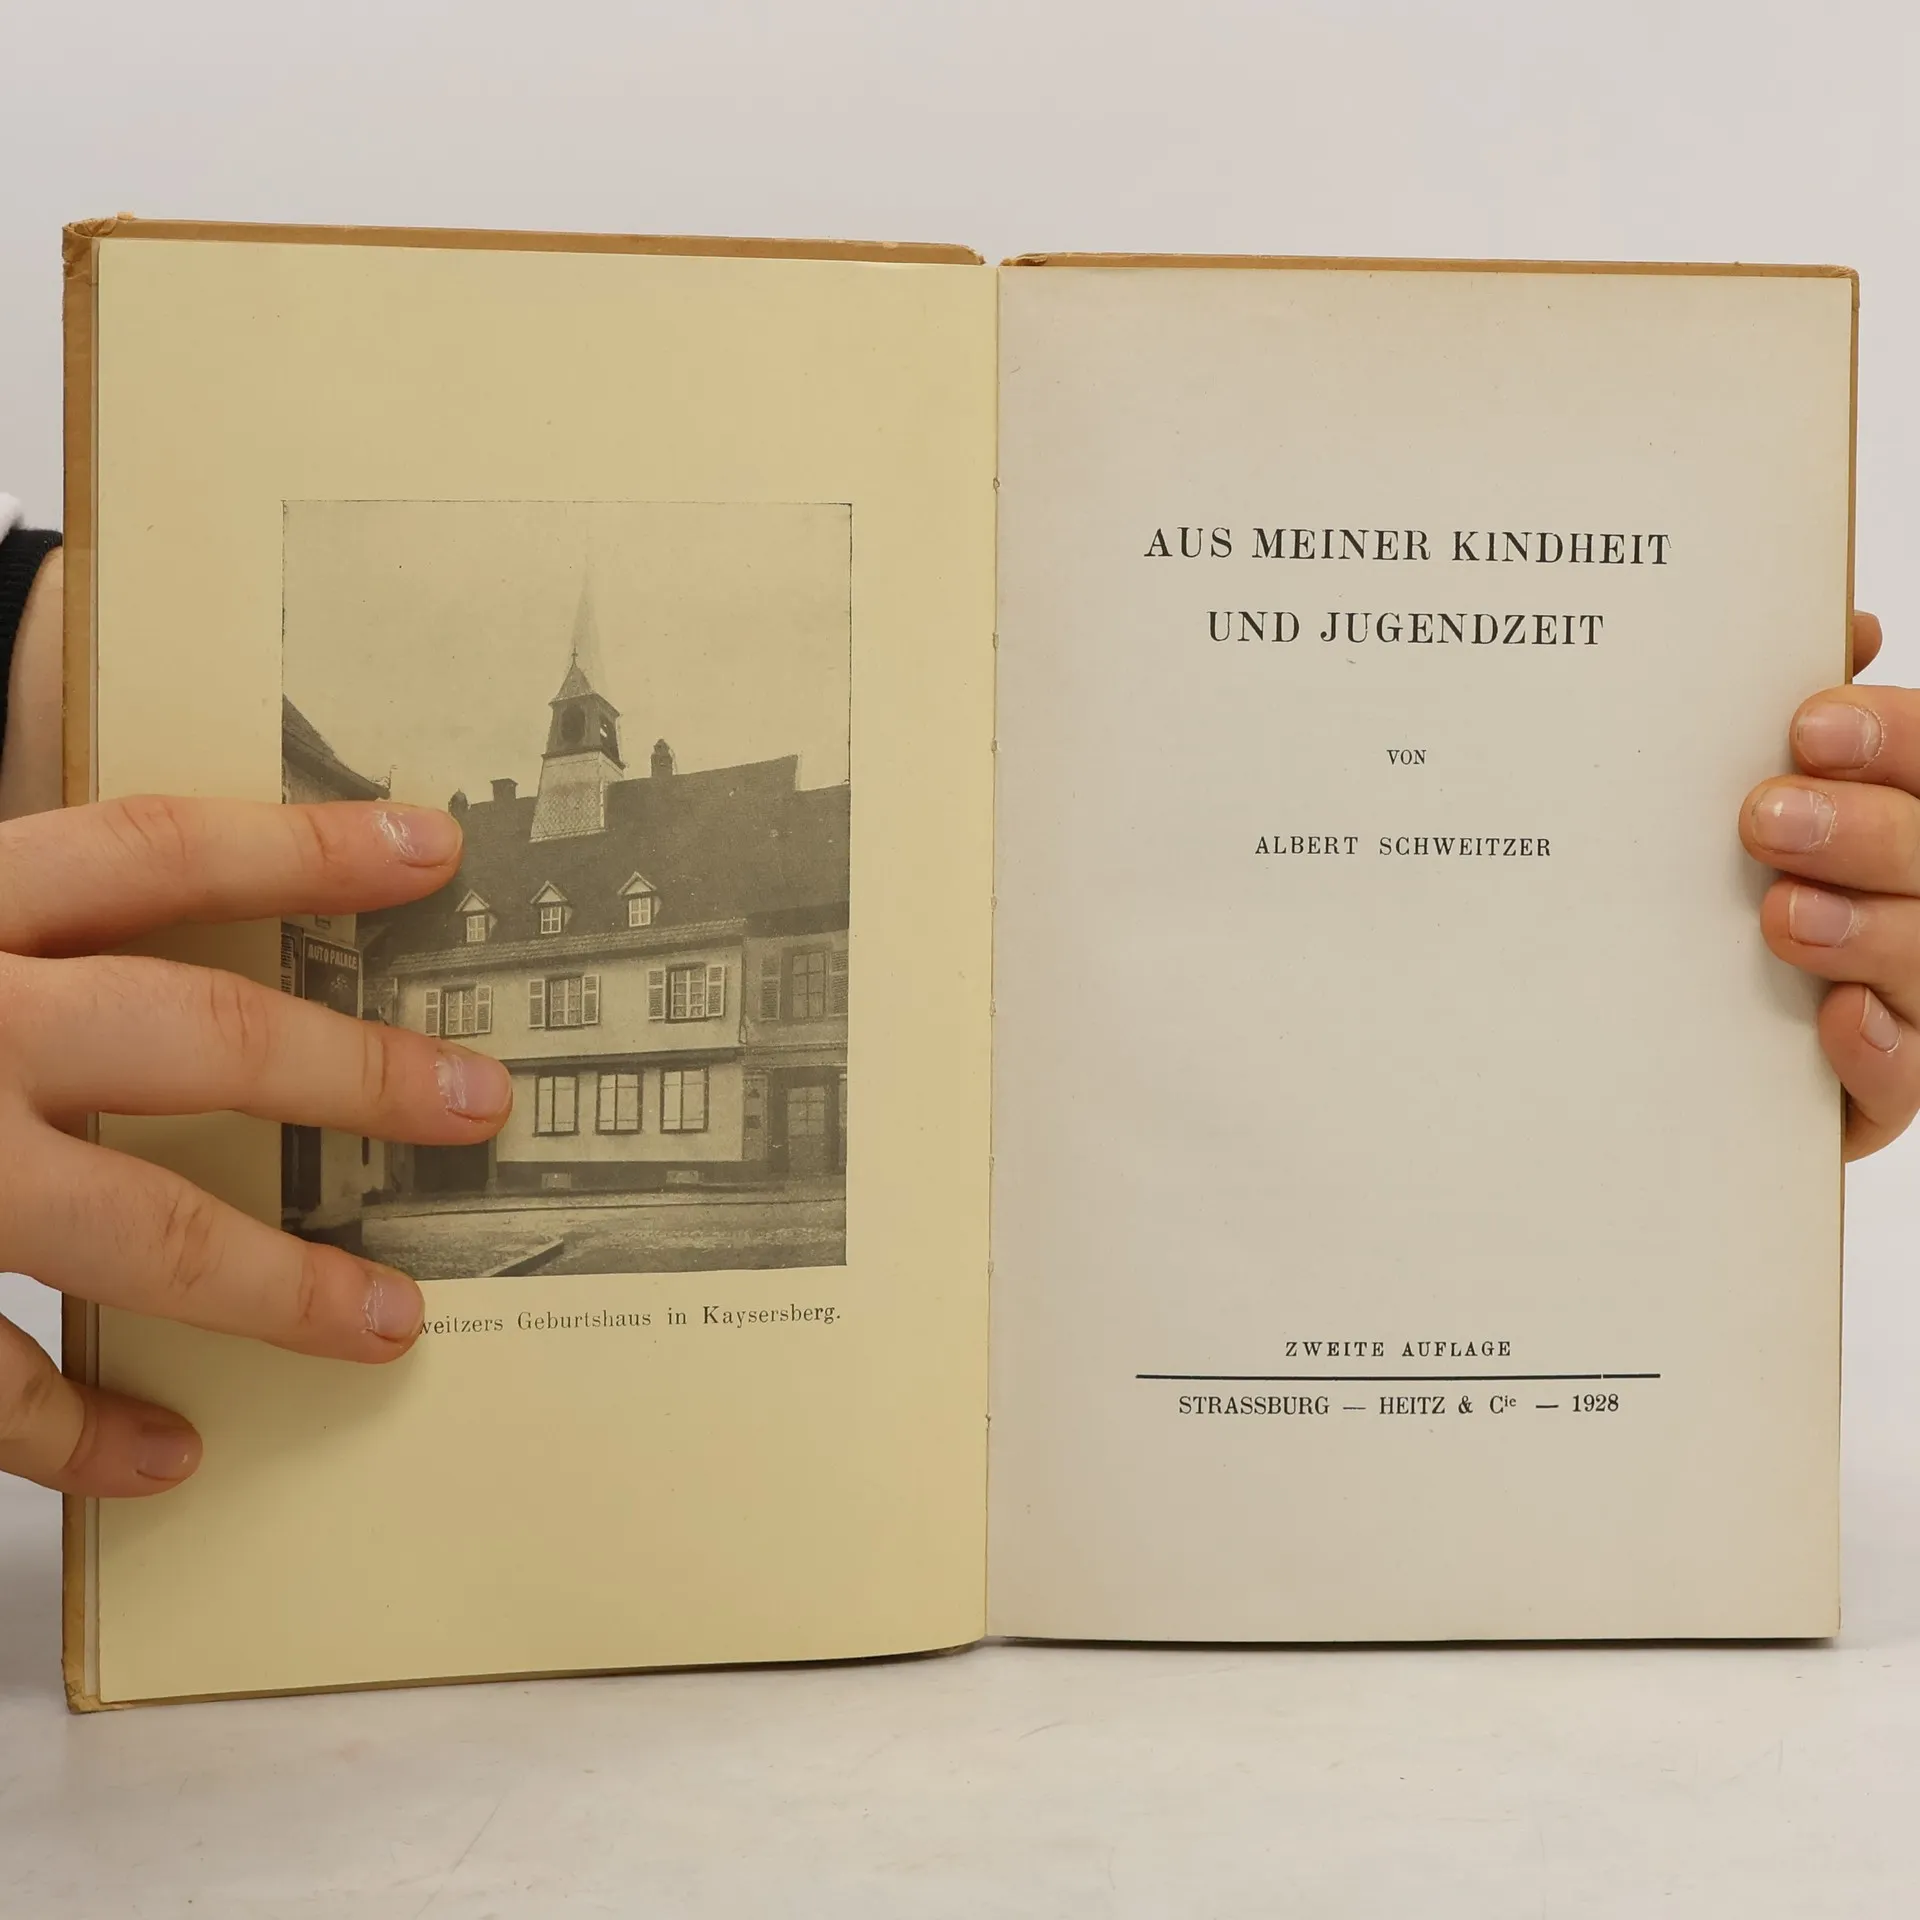 AUTO PALACE
weitzers Geburtshaus in Kaysersberg.
AUS MEINER KINDHEIT
UND JUGENDZEIT
VON
ALBERT SCHWEITZER
ZWEITE AUFLAGE
STRASSBURG — HEITZ & Cie — 1928